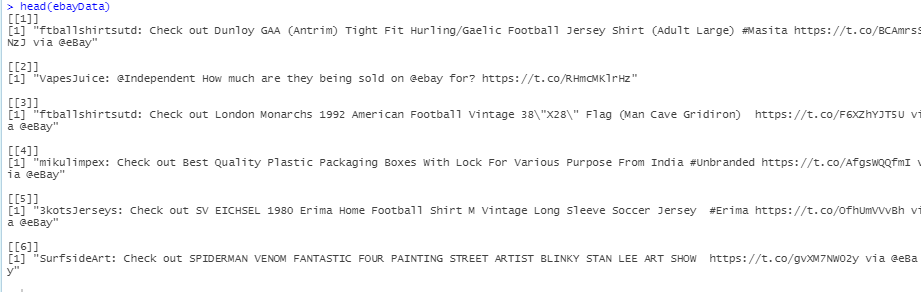 > head(ebayData)
[[1]]
[1] "ftballshirtsutd: Check out Dunloy GAA (Antrim) Tight Fit Hurling/Gaelic Football Jersey Shirt (Adult Large) #Masita https://t.co/BCAmrsS
NzJ via @eBay"
[[2]]
[1] "VapesJuice: @Independent How much are they being sold on @ebay for? https://t.co/RHmcMKlrHz"
[[3]]
[1] "ftballshirtsutd: Check out London Monarchs 1992 American Football Vintage 38\"X28\" Flag (Man Cave Gridiron)  https://t.co/F6XZhYJT5U vi
a @eBay"
[[4]]
[1] "mikulimpex: Check out Best Quality Plastic Packaging Boxes With Lock For Various Purpose From India #Unbranded https://t.co/AfgsWQQfmI v
ia @eBay"
[[5]]
[1] "3kotsJerseys: Check out SV EICHSEL 1980 Erima Home Football Shirt M Vintage Long Sleeve Soccer Jersey  #Erima https://t.co/OfhUmVVvBh vi
a @eBay"
[[6]]
[1] "SurfsideArt: Check out SPIDERMAN VENOM FANTASTIC FOUR PAINTING STREET ARTIST BLINKY STAN LEE ART SHOW  https://t.co/gvXM7NW02y via @eBa
y"